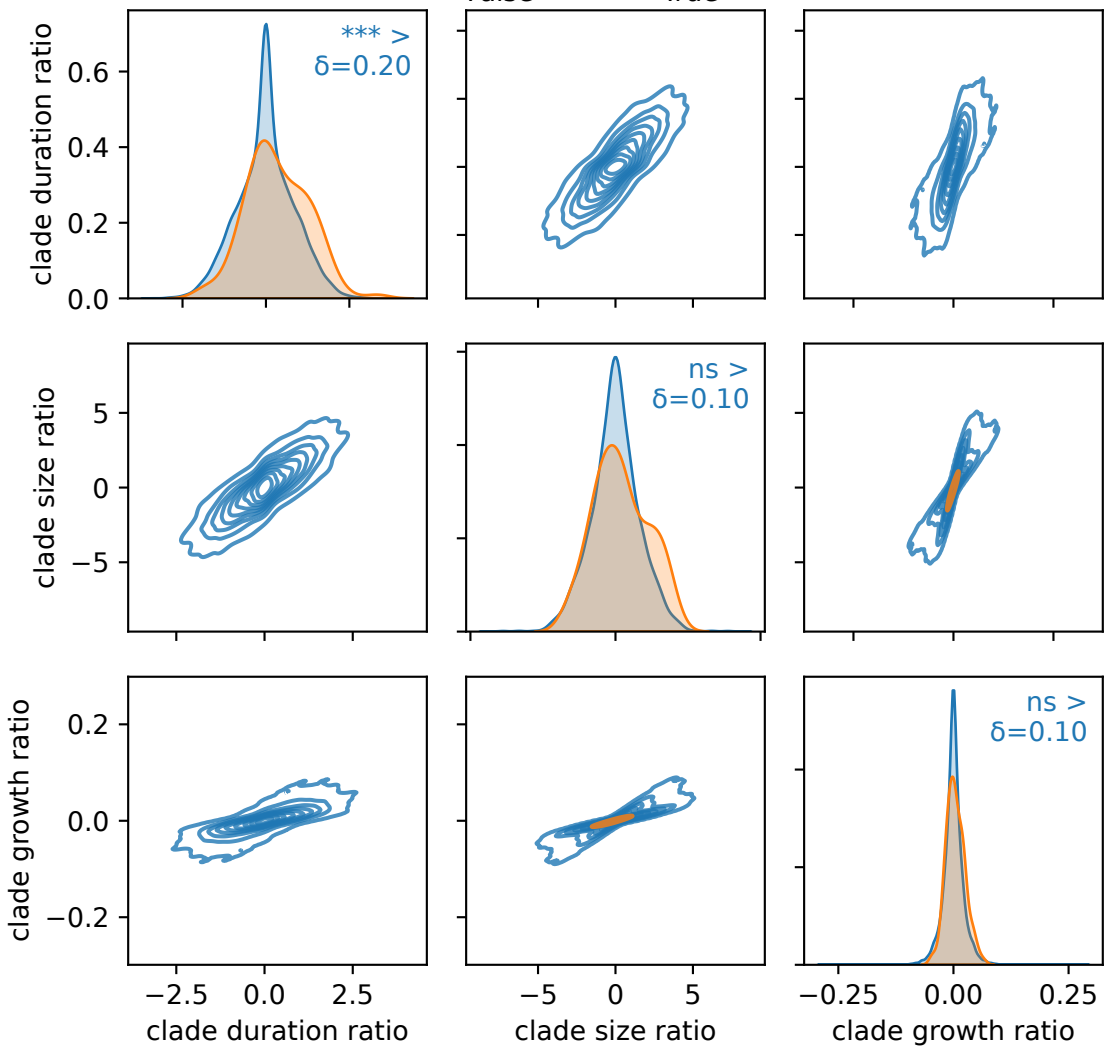 *** >
δ=0.20
clade duration ratio
0.6
0.4
0.2
0.0
ns >
δ=0.10
clade size ratio
5
0
−5
ns >
δ=0.10
clade growth ratio
0.2
0.0
−0.2
−2.5 0.0 2.5
−5 0 5
−0.25 0.00 0.25
clade duration ratio
clade size ratio
clade growth ratio